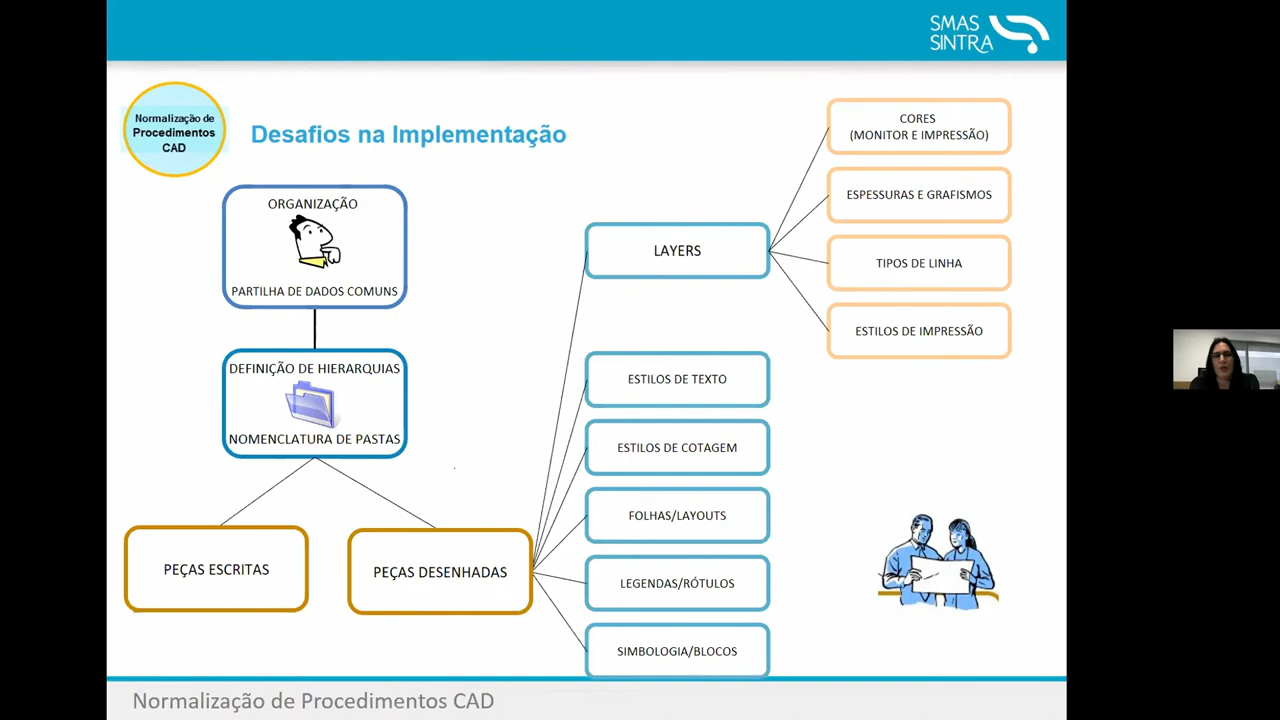 SMAS
SINTRA
Normalização de
Procedimentos
CAD
Desafios na Implementação
ORGANIZAÇÃO
PARTILHA DE DADOS COMUNS
DEFINIÇÃO DE HIERARQUIAS
NOMENCLATURA DE PASTAS
PEÇAS ESCRITAS
PEÇAS DESENHADAS
LAYERS
ESTILOS DE TEXTO
ESTILOS DE COTAGEM
FOLHAS/LAYOUTS
LEGENDAS/RÓTULOS
SIMBOLOGIA/BLOCOS
CORES
(MONITOR E IMPRESSÃO)
ESPESSURAS E GRAFISMOS
TIPOS DE LINHA
ESTILOS DE IMPRESSÃO
Normalização de Procedimentos CAD